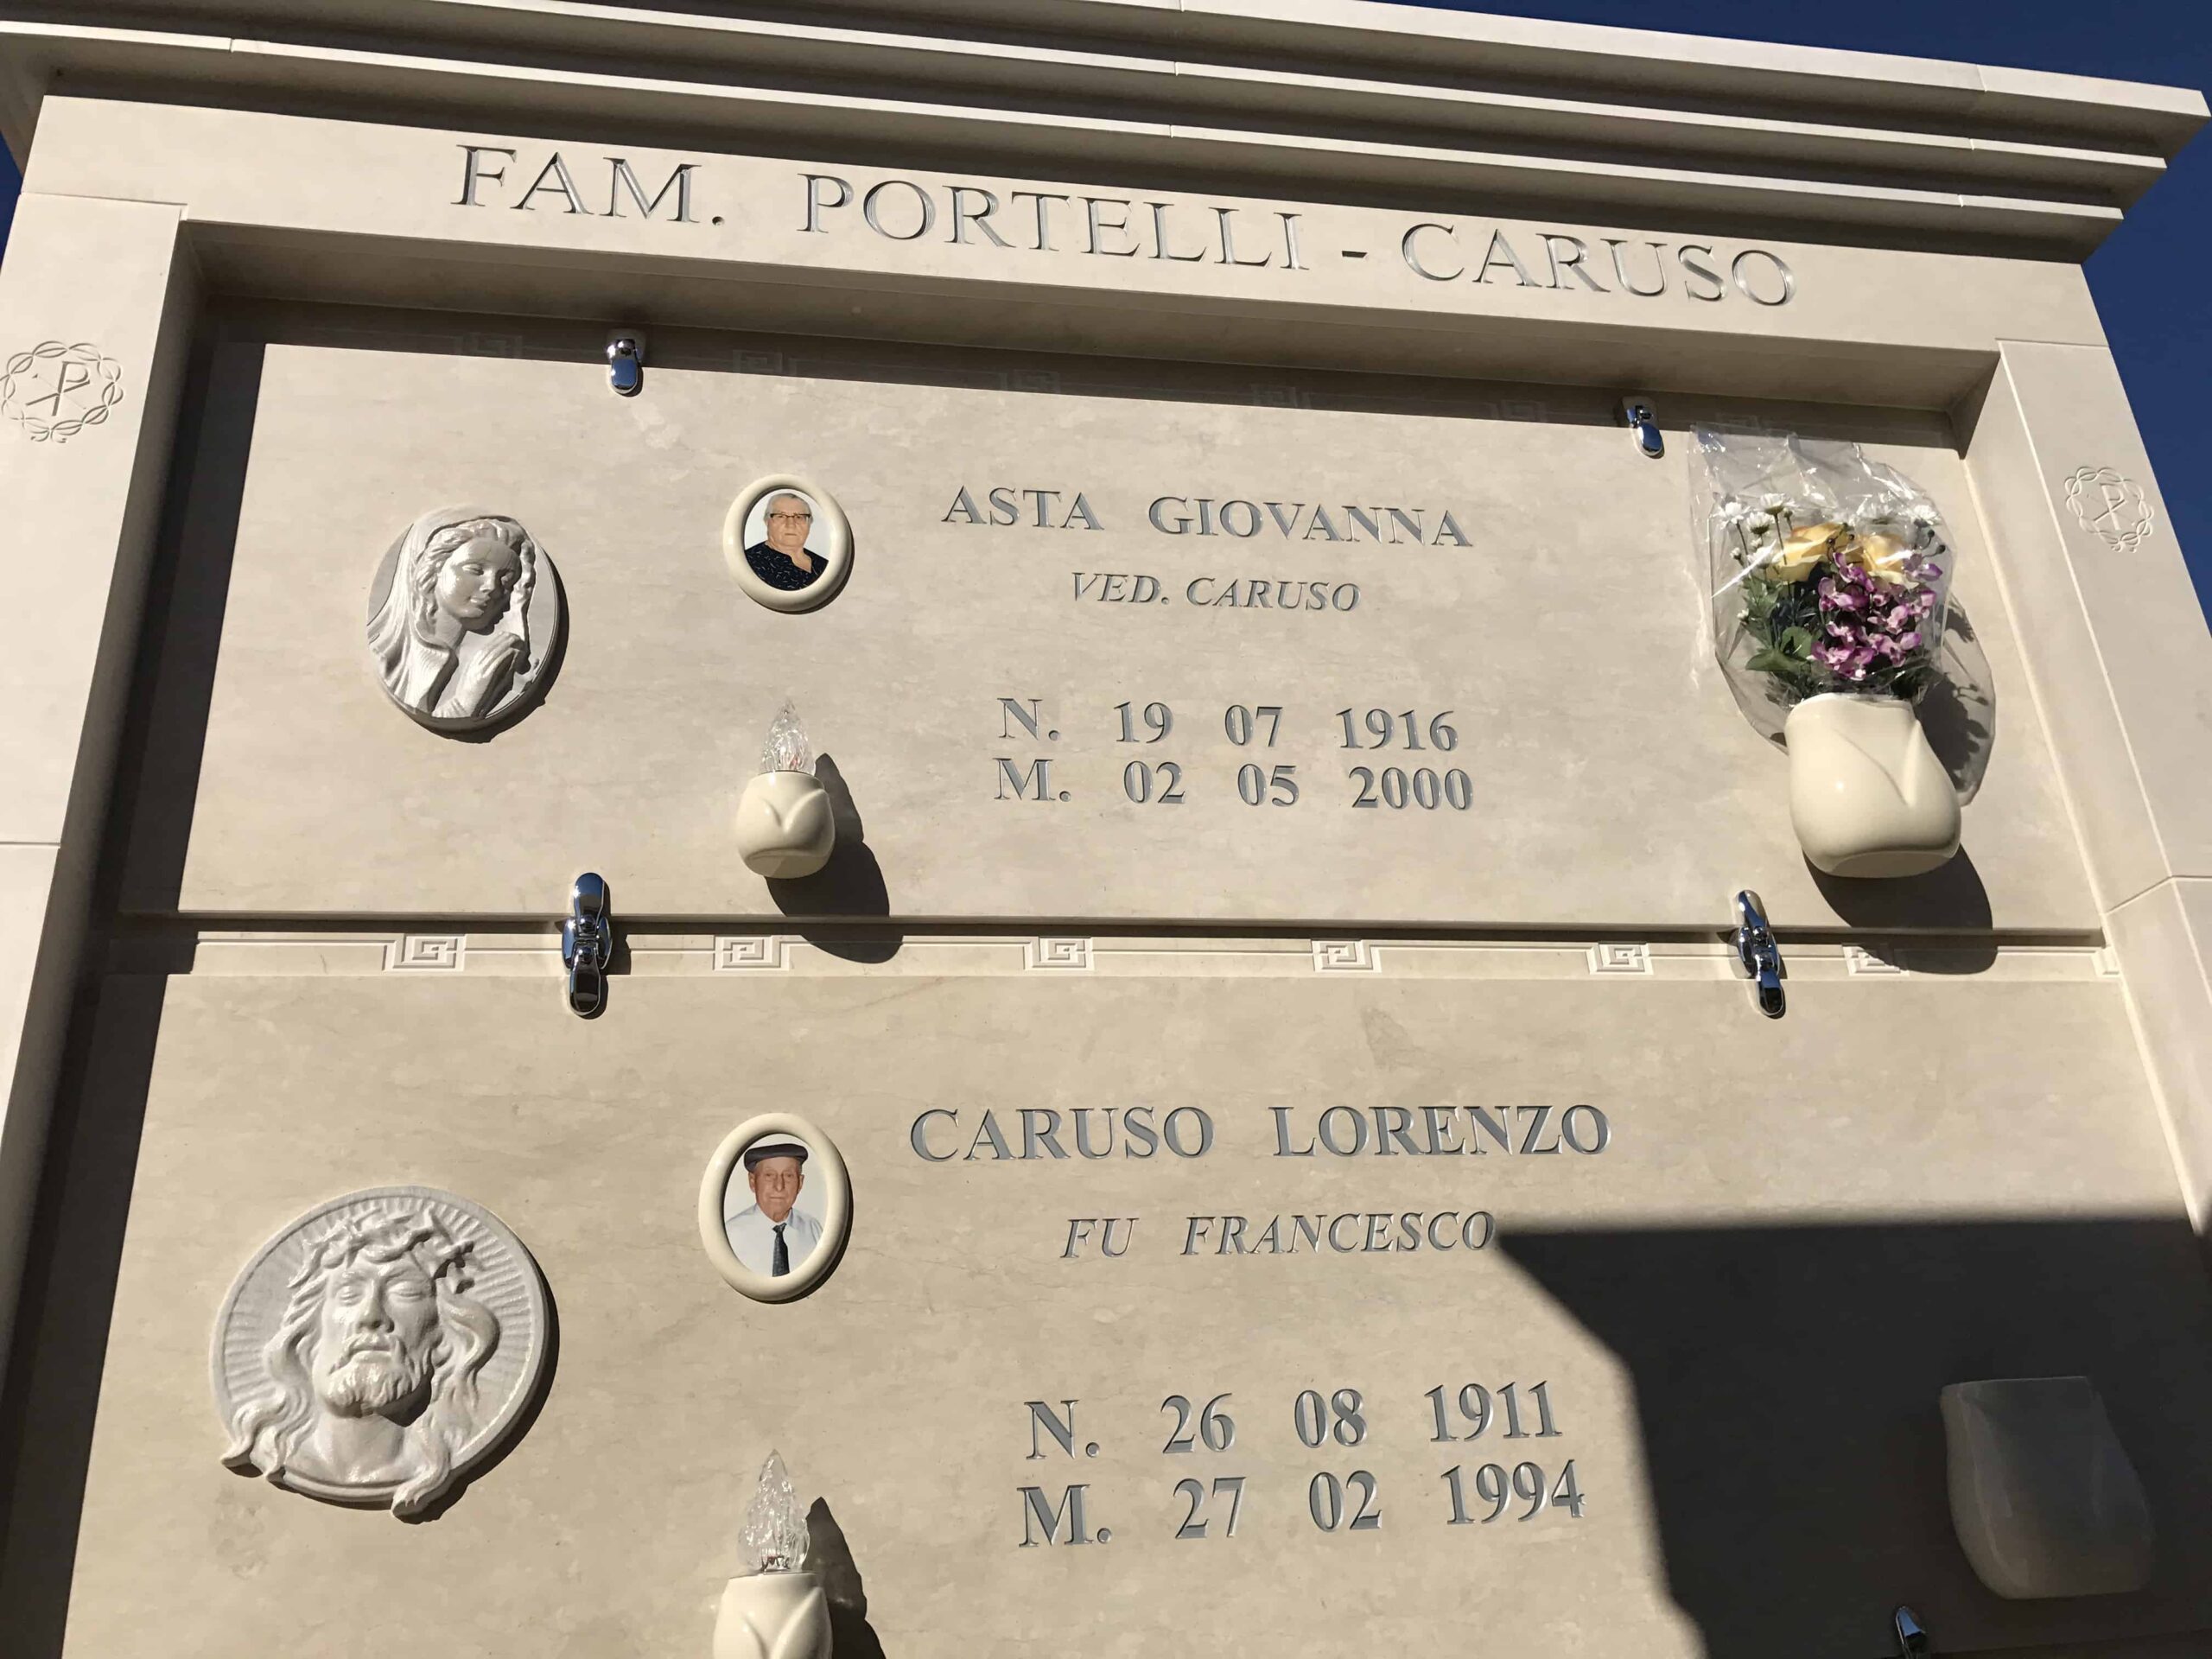 FAM. PORTELLI - CARUSO
ASTA GIOVANNA
VED. CARUSO
N. 19 07 1916
M. 02 05 2000
CARUSO LORENZO
FU FRANCESCO
N. 26 08 1911
M. 27 02 1994